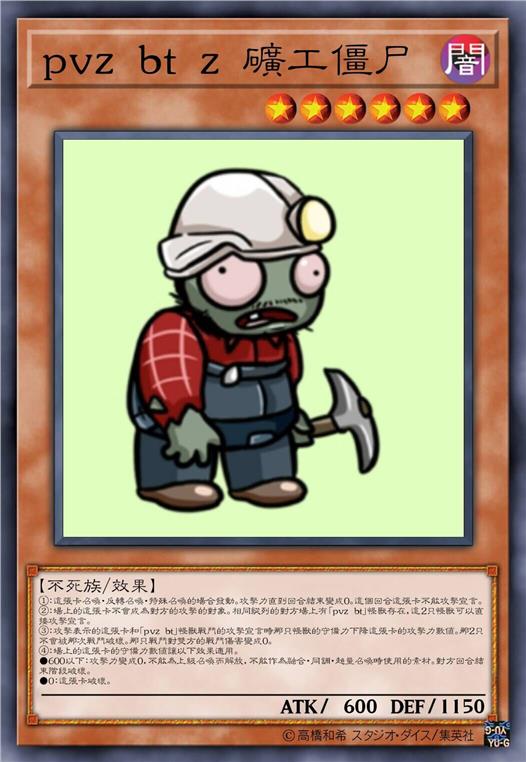 pvz bt z 礦工僵尸
闇
【不死族/效果】
①：這張卡召喚·反轉召喚·特殊召喚的場合發動。攻擊力直到回合結束變成0。這個回合這張卡不能攻擊宣言。
②：場上的這張卡不會成為對方的攻擊的對象。相同縱列的對方場上有「pvz bt」怪獸存在，這2只怪獸可以直
接攻擊宣言。
③：攻擊表示的這張卡和「pvz bt」怪獸戰鬥的攻擊宣言時那只怪獸的守備力下降這張卡的攻擊力數值。那2只
不會被那次戰鬥破壞。那只戰鬥對雙方的戰鬥傷害變成0。
④：場上的這張卡的守備力數值讓以下效果適用。
●600以下：攻擊力變成0，不能為上級召喚而解放，不能作為融合·同調·超量召喚時使用的素材。對方回合結
束階段破壞。
●0：這張卡破壞。
ATK/ 600 DEF/1150
©高橋和希 スタジオ·ダイス/集英社
YU-G